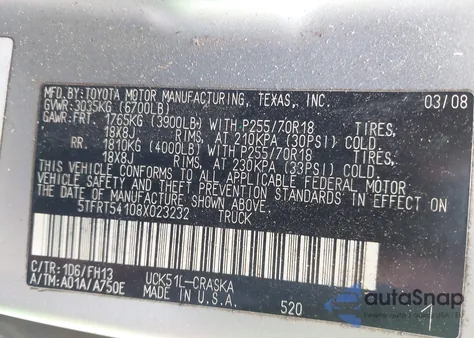 MFD. BY: TOYOTA MOTOR MANUFACTURING, TEXAS, INC. 03/08
GVWR: 3035KG (6700LB)
GAWR: FRT. 1765KG (3900LB) WITH P255/70R18 TIRES,
18X8J RIMS, AT 210KPA (30PSI) COLD.
RR. 1810KG (4000LB) WITH P255/70R18 TIRES,
18X8J RIMS, AT 230KPA (33PSI) COLD.
THIS VEHICLE CONFORMS TO ALL APPLICABLE FEDERAL MOTOR
VEHICLE SAFETY AND THEFT PREVENTION STANDARDS IN EFFECT ON
THE DATE OF MANUFACTURE SHOWN ABOVE.
5TFRT54108X023232 TRUCK
C/TR: 1D6/FH13 UCK51L-CRASKA
A/TM: A01A/A750E MADE IN U.S.A. 520 1
autoSnap